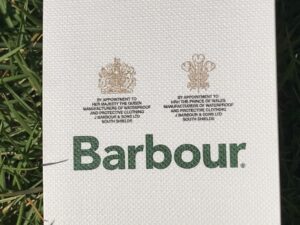 BY APPOINTMENT TO
HER MAJESTY THE QUEEN
MANUFACTURERS OF WATERPROOF
AND PROTECTIVE CLOTHING
J BARBOUR & SONS LTD
SOUTH SHIELDS
BY APPOINTMENT TO
HRH THE PRINCE OF WALES
MANUFACTURERS OF WATERPROOF
AND PROTECTIVE CLOTHING
J BARBOUR & SONS LTD
SOUTH SHIELDS
Barbour®